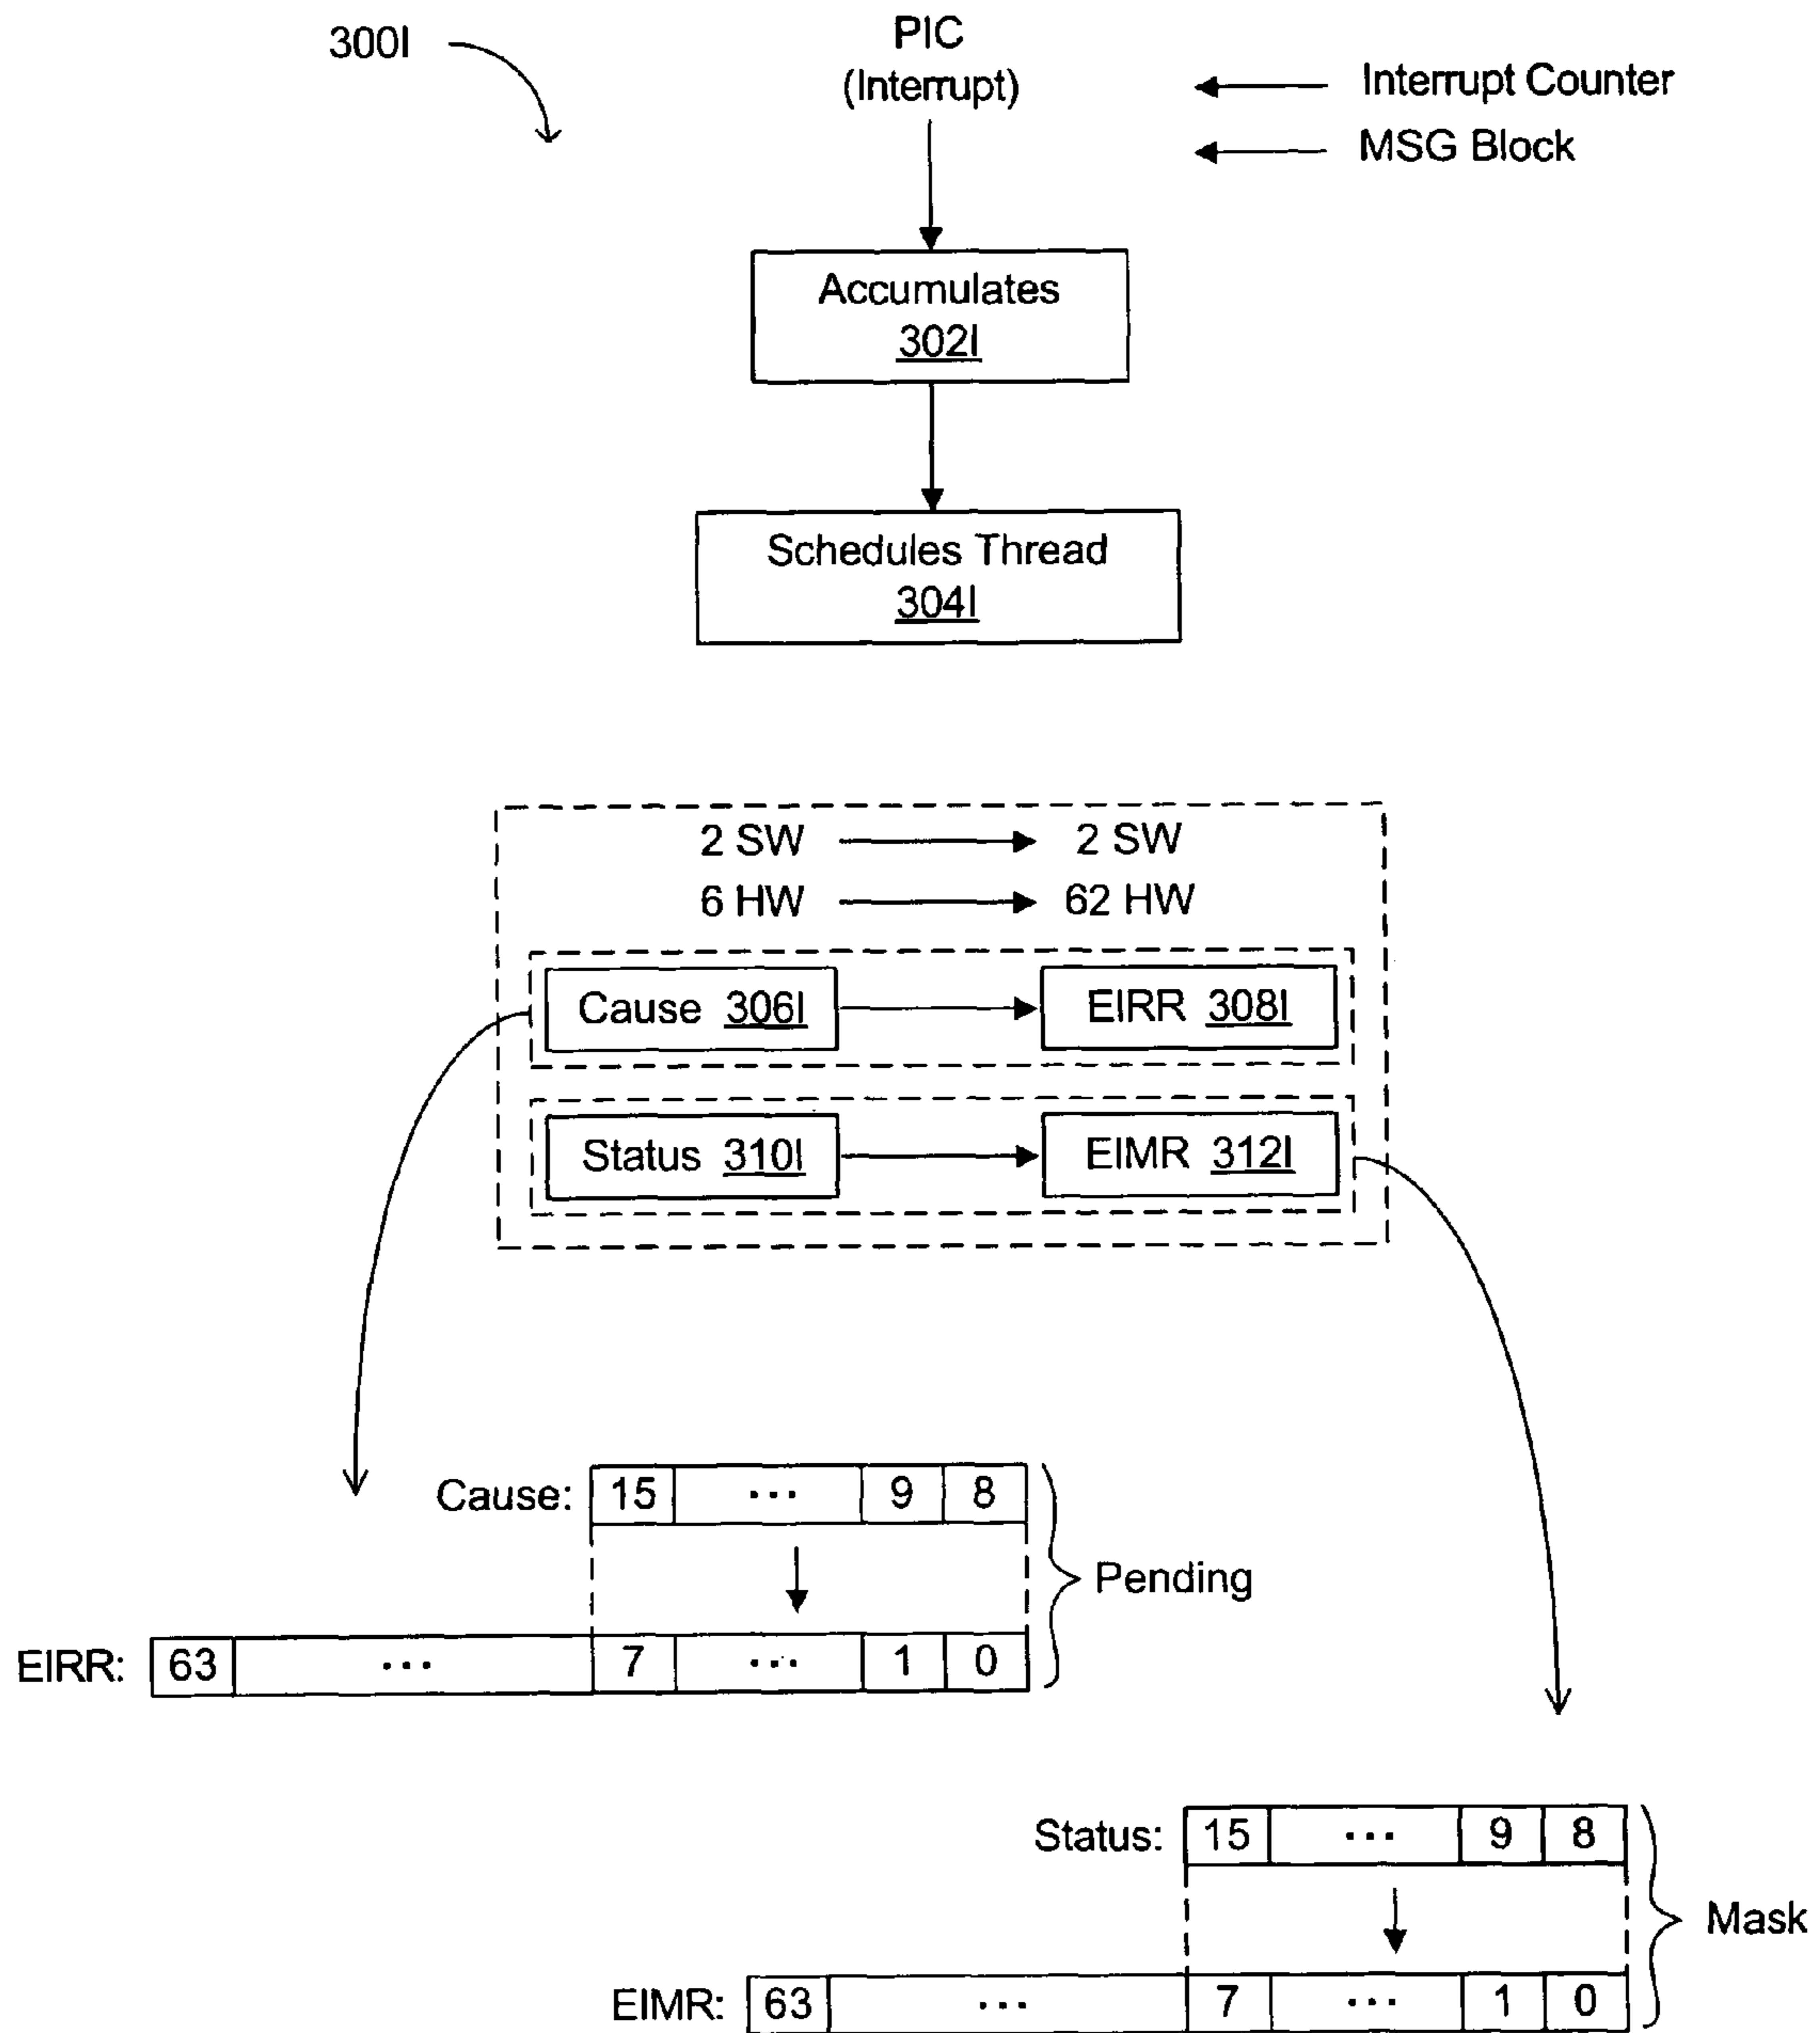 300I
PIC
(Interrupt)
Interrupt Counter
MSG Block
Accumulates
302I
Schedules Thread
304I
2 SW 2 SW
6 HW 62 HW
Cause 306I EIRR 308I
Status 310I EIMR 312I
Cause: 15 ... 9 8
Pending
EIRR: 63 ... 7 ... 1 0
Status: 15 ... 9 8
Mask
EIMR: 63 ... 7 ... 1 0